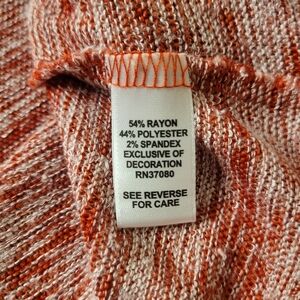 54% RAYON
44% POLYESTER
2% SPANDEX
EXCLUSIVE OF
DECORATION
RN37080
SEE REVERSE
FOR CARE